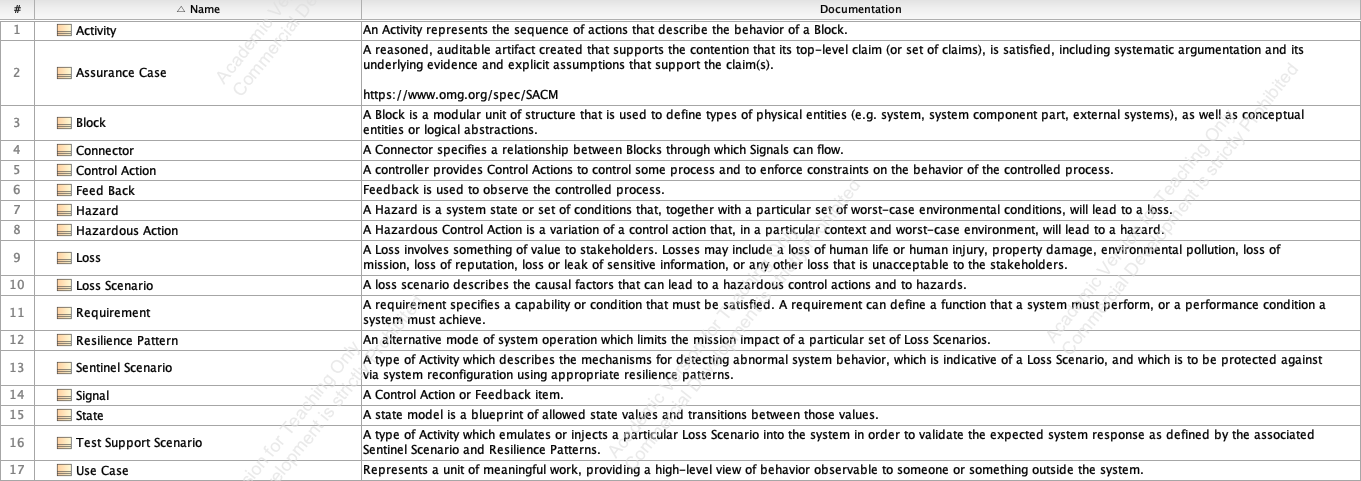 # Name Documentation
1 Activity An Activity represents the sequence of actions that describe the behavior of a Block.
2 Assurance Case A reasoned, auditable artifact created that supports the contention that its top-level claim (or set of claims), is satisfied, including systematic argumentation and its
underlying evidence and explicit assumptions that support the claim(s).
https://www.omg.org/spec/SACM
3 Block A Block is a modular unit of structure that is used to define types of physical entities (e.g. system, system component part, external systems), as well as conceptual
entities or logical abstractions.
4 Connector A Connector specifies a relationship between Blocks through which Signals can flow.
5 Control Action A controller provides Control Actions to control some process and to enforce constraints on the behavior of the controlled process.
6 Feed Back Feedback is used to observe the controlled process.
7 Hazard A Hazard is a system state or set of conditions that, together with a particular set of worst-case environmental conditions, will lead to a loss.
8 Hazardous Action A Hazardous Control Action is a variation of a control action that, in a particular context and worst-case environment, will lead to a hazard.
9 Loss A Loss involves something of value to stakeholders. Losses may include a loss of human life or human injury, property damage, environmental pollution, loss of
mission, loss of reputation, loss or leak of sensitive information, or any other loss that is unacceptable to the stakeholders.
10 Loss Scenario A loss scenario describes the causal factors that can lead to a hazardous control actions and to hazards.
11 Requirement A requirement specifies a capability or condition that must be satisfied. A requirement can define a function that a system must perform, or a performance condition a
system must achieve.
12 Resilience Pattern An alternative mode of system operation which limits the mission impact of a particular set of Loss Scenarios.
13 Sentinel Scenario A type of Activity which describes the mechanisms for detecting abnormal system behavior, which is indicative of a Loss Scenario, and which is to be protected against
via system reconfiguration using appropriate resilience patterns.
14 Signal A Control Action or Feedback item.
15 State A state model is a blueprint of allowed state values and transitions between those values.
16 Test Support Scenario A type of Activity which emulates or injects a particular Loss Scenario into the system in order to validate the expected system response as defined by the associated
Sentinel Scenario and Resilience Patterns.
17 Use Case Represents a unit of meaningful work, providing a high-level view of behavior observable to someone or something outside the system.